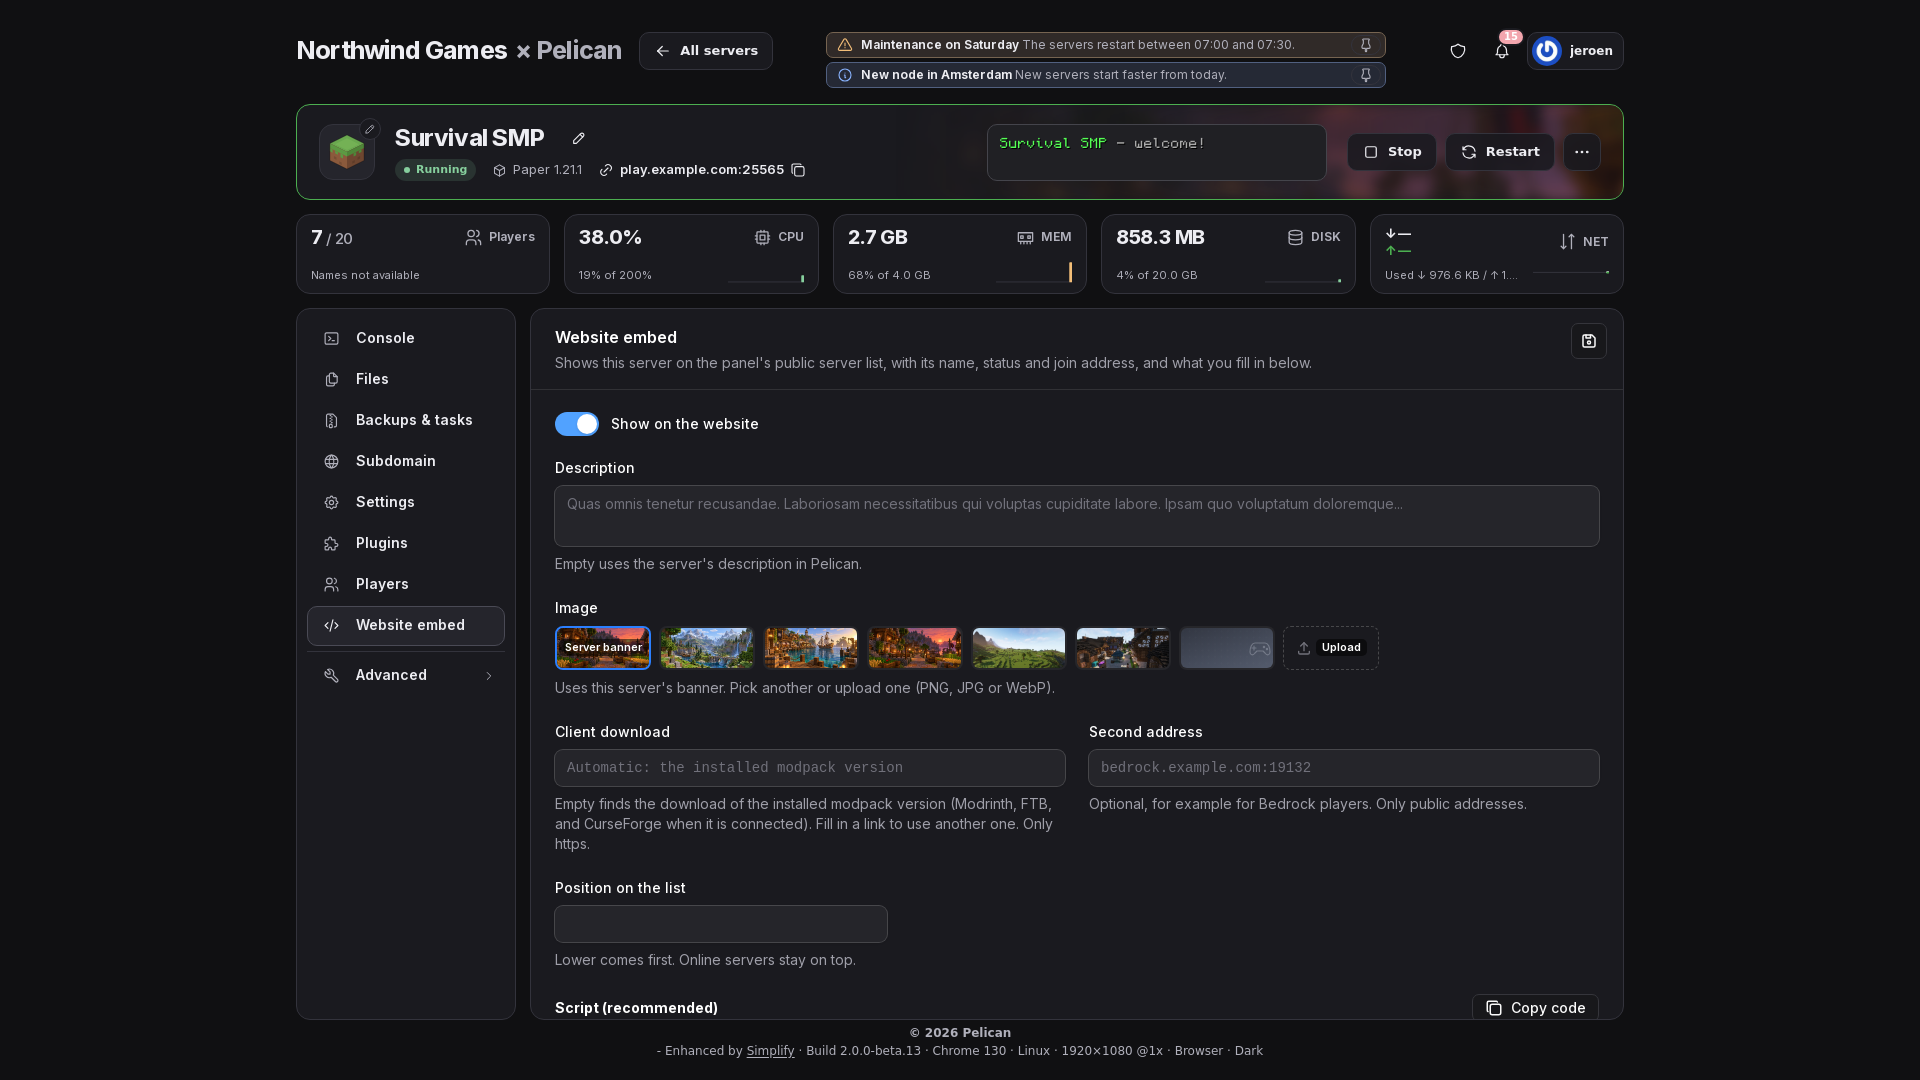 Northwind Games × Pelican
All servers
Maintenance on Saturday The servers restart between 07:00 and 07:30.
New node in Amsterdam New servers start faster from today.
15
jeroen
Survival SMP
Running
Paper 1.21.1
play.example.com:25565
Survival SMP - welcome!
Stop
Restart
7 / 20
Players
Names not available
38.0%
CPU
19% of 200%
2.7 GB
MEM
68% of 4.0 GB
858.3 MB
DISK
4% of 20.0 GB
↓—
↑—
NET
Used ↓ 976.6 KB / ↑ 1....
Console
Files
Backups & tasks
Subdomain
Settings
Plugins
Players
Website embed
Advanced
Website embed
Shows this server on the panel's public server list, with its name, status and join address, and what you fill in below.
Show on the website
Description
Quas omnis tenetur recusandae. Laboriosam necessitatibus qui voluptas cupiditate labore. Ipsam quo voluptatum doloremque...
Empty uses the server's description in Pelican.
Image
Server banner
Upload
Uses this server's banner. Pick another or upload one (PNG, JPG or WebP).
Client download
Automatic: the installed modpack version
Empty finds the download of the installed modpack version (Modrinth, FTB,
and CurseForge when it is connected). Fill in a link to use another one. Only
https.
Second address
bedrock.example.com:19132
Optional, for example for Bedrock players. Only public addresses.
Position on the list
Lower comes first. Online servers stay on top.
Script (recommended)
Copy code
© 2026 Pelican
- Enhanced by Simplify · Build 2.0.0-beta.13 · Chrome 130 · Linux · 1920×1080 @1x · Browser · Dark